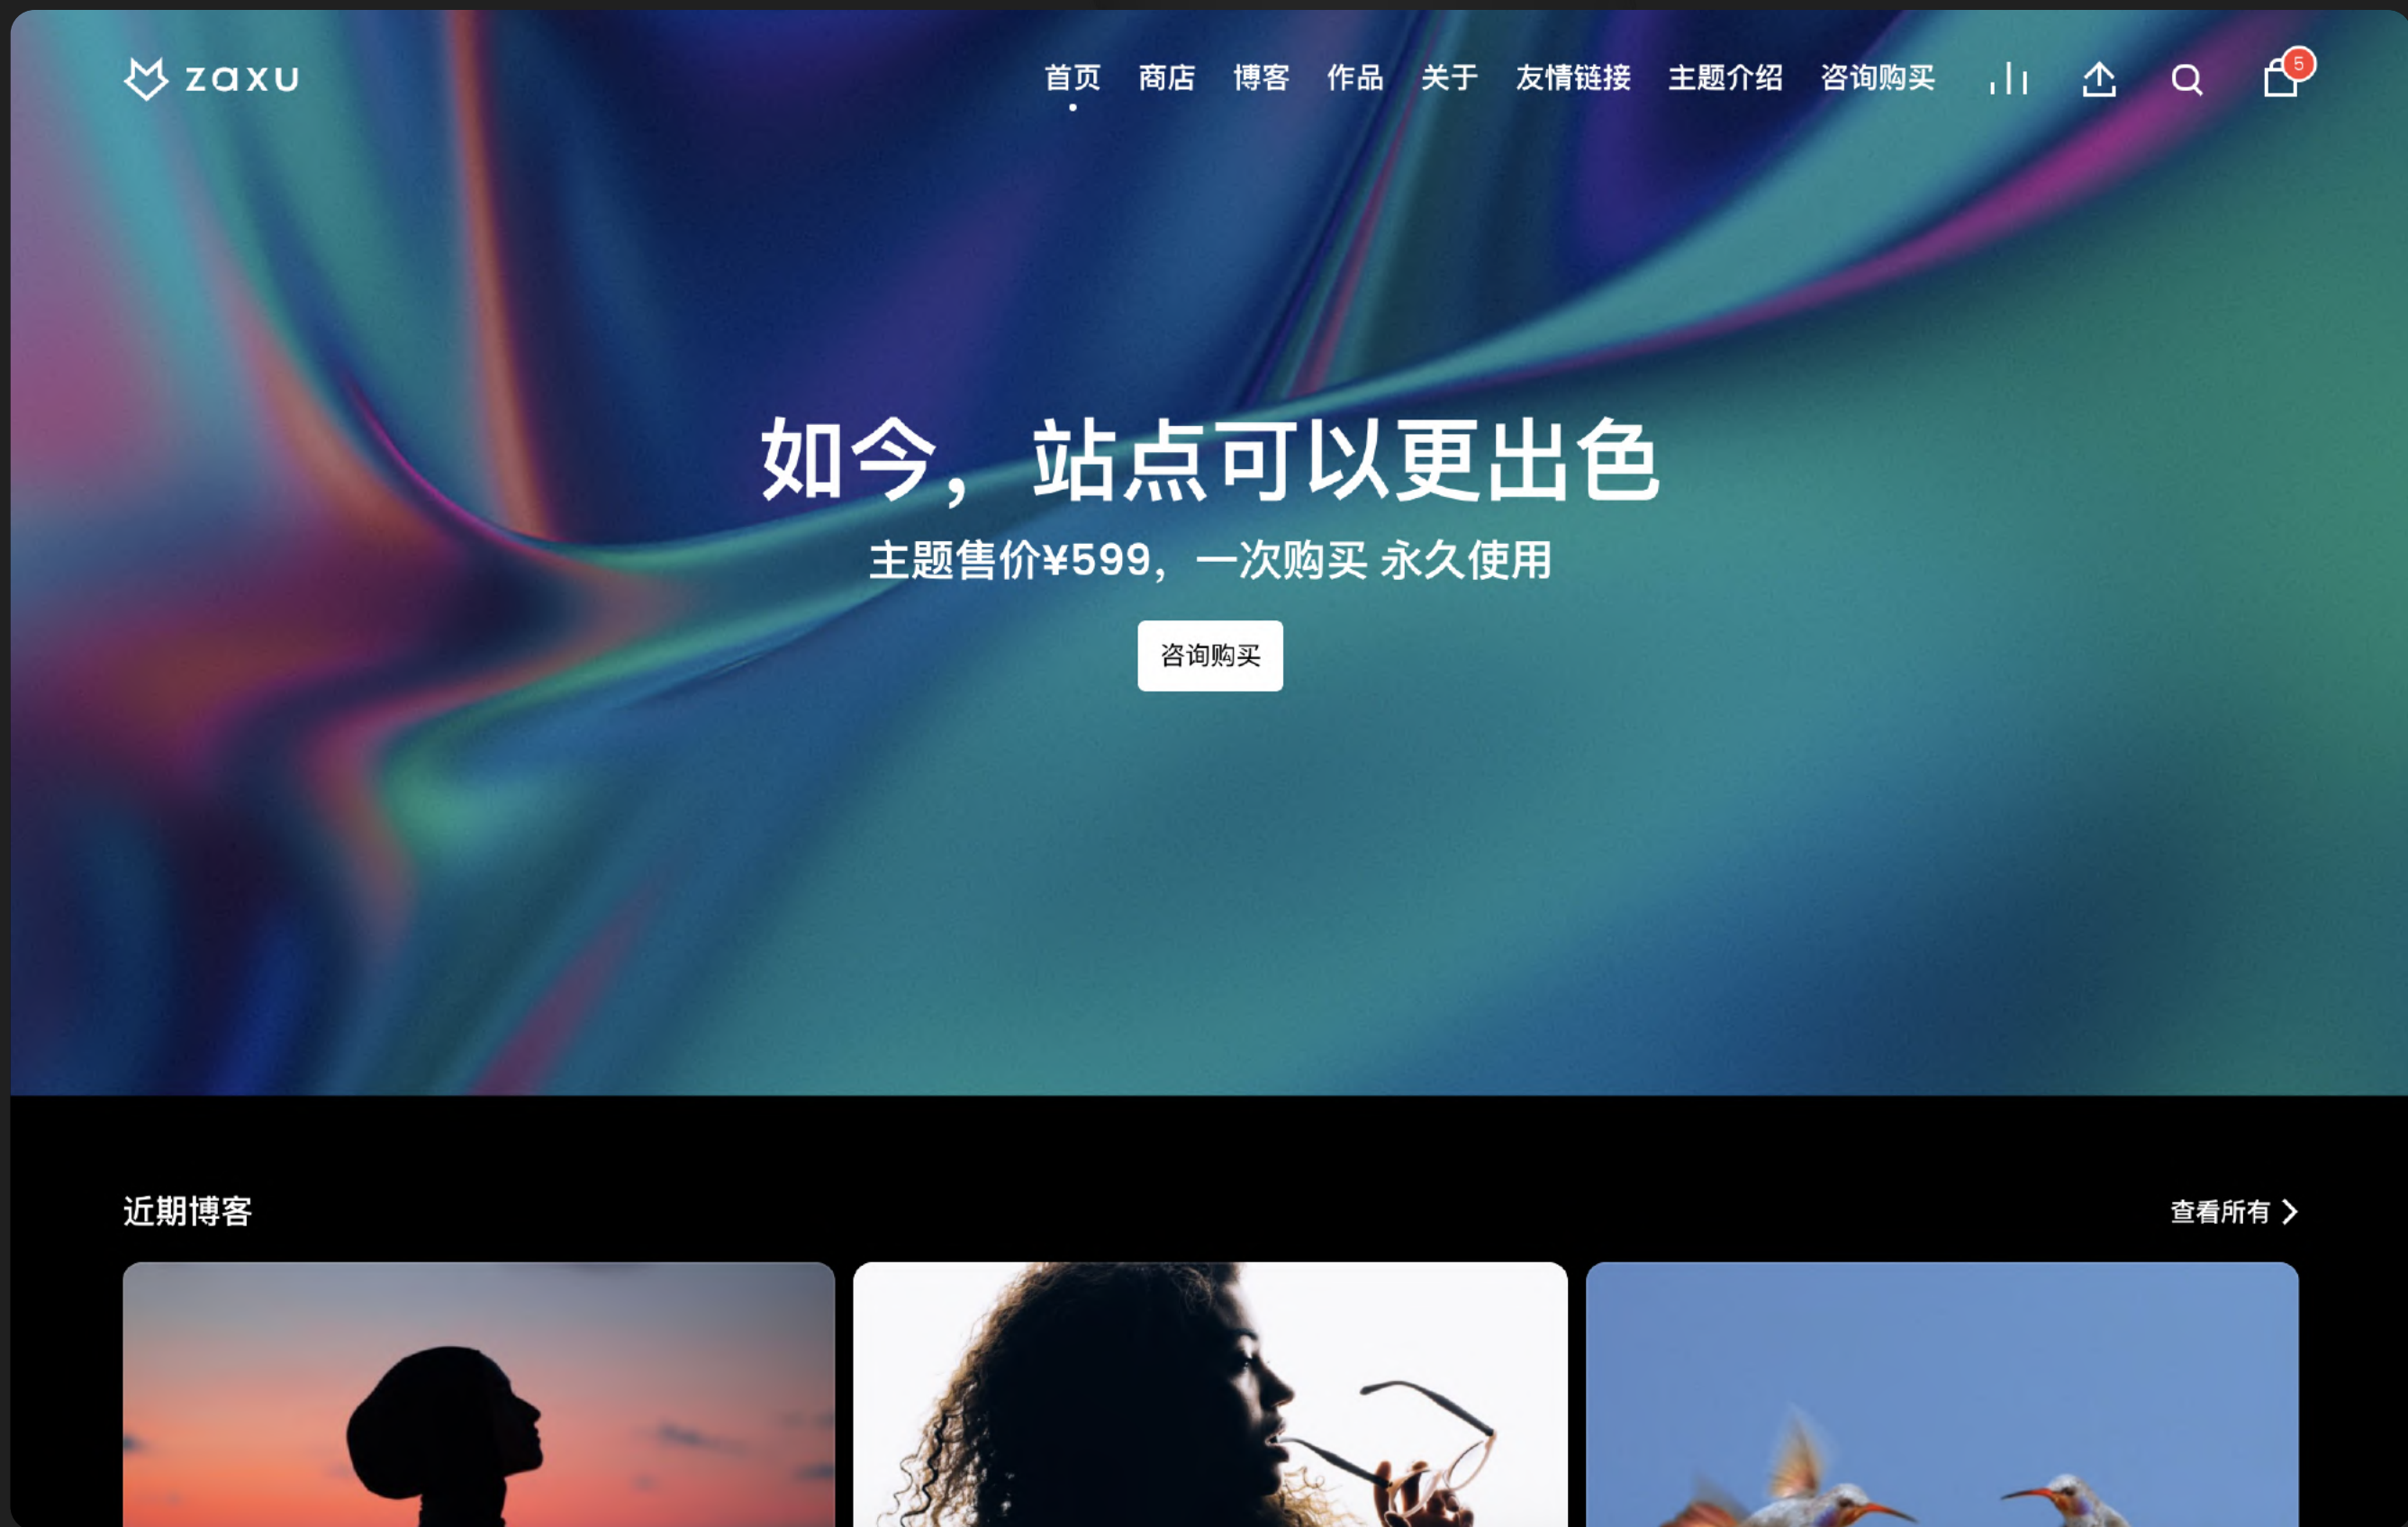 zaxu
首页 商店 博客 作品 关于 友情链接 主题介绍 咨询购买 5
如今，站点可以更出色
主题售价¥599，一次购买 永久使用
咨询购买
近期博客 查看所有